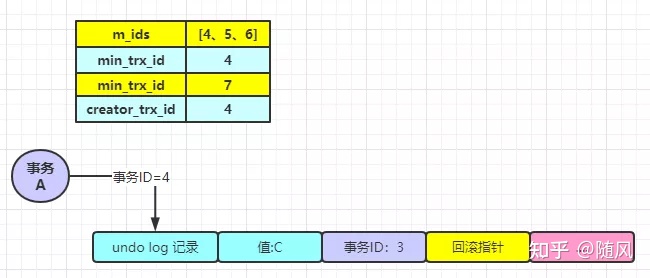 m_ids [4、5、6]
min_trx_id 4
min_trx_id 7
creator_trx_id 4
事务
A
事务ID=4
undo log 记录 值:C 事务ID：3 回滚指针
知乎 @随风